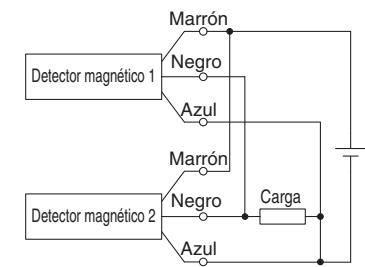 Marrón
Detector magnético 1
Negro
Azul
Marrón
Detector magnético 2
Negro
Carga
Azul